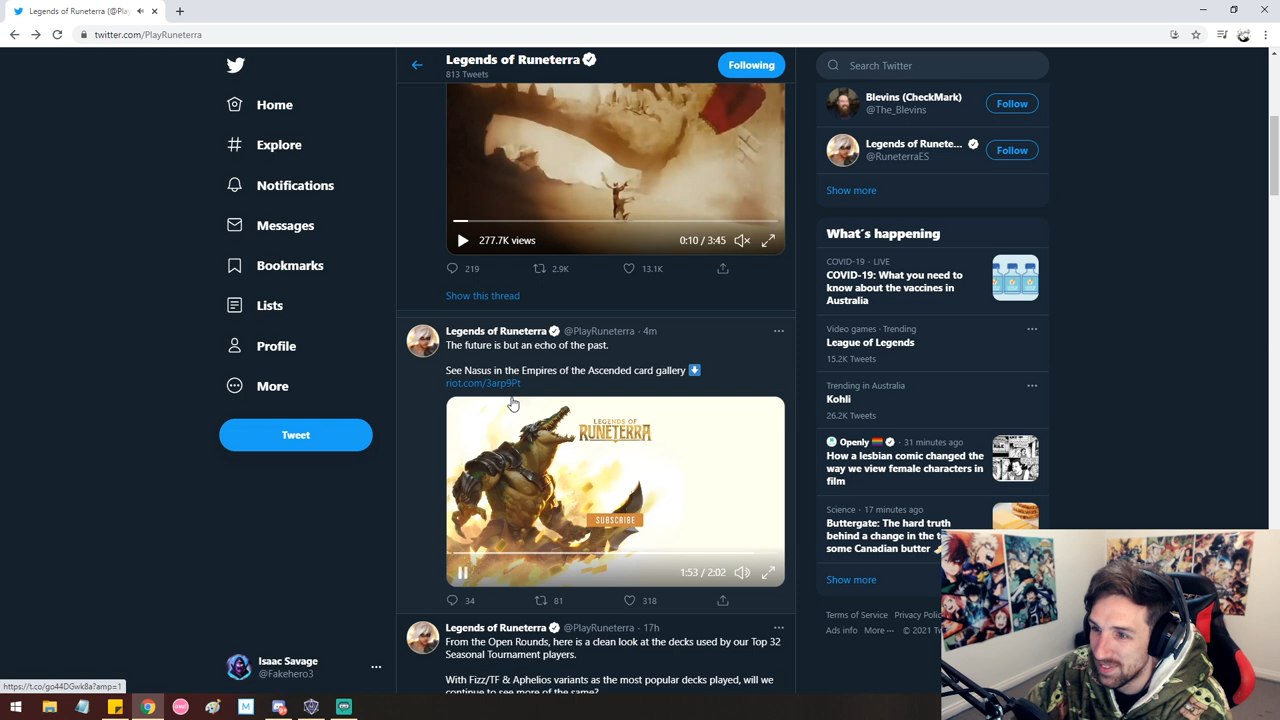 Legends of Runeterra (@Play
twitter.com/PlayRuneterra
Home
Explore
Notifications
Messages
Bookmarks
Lists
Profile
More
Tweet
Isaac Savage
@Fakehero3
https://t.co/go44DGwk8a?amp=1
Legends of Runeterra
813 Tweets
Following
277.7K views
0:10 / 3:45
219
2.9K
13.1K
Show this thread
Legends of Runeterra @PlayRuneterra · 4m
The future is but an echo of the past.
See Nasus in the Empires of the Ascended card gallery
riot.com/3arp9Pt
LEGENDS OF
RUNETERRA
SUBSCRIBE
1:53 / 2:02
34
81
318
Legends of Runeterra @PlayRuneterra · 17h
From the Open Rounds, here is a clean look at the decks used by our Top 32
Seasonal Tournament players.
With Fizz/TF & Aphelios variants as the most popular decks played, will we
continue to see more of the same?
Search Twitter
Blevins (CheckMark)
@The_Blevins
Follow
Legends of Runete...
@RuneterraES
Follow
Show more
What's happening
COVID-19 · LIVE
COVID-19: What you need to
know about the vaccines in
Australia
Video games · Trending
League of Legends
15.2K Tweets
Trending in Australia
Kohli
26.2K Tweets
Openly · 31 minutes ago
How a lesbian comic changed the
way we view female characters in
film
Science · 17 minutes ago
Buttergate: The hard truth
behind a change in the
some Canadian butter
Show more
Terms of Service Privacy
Ads info More ··· © 2021